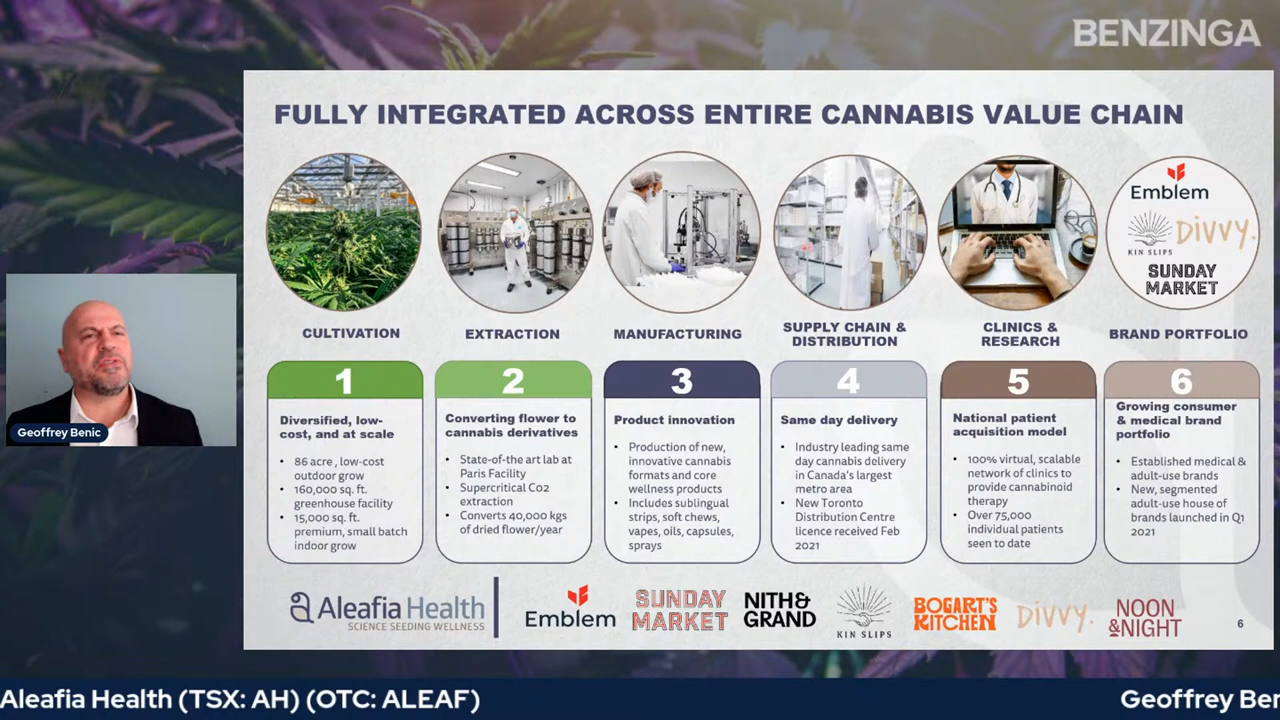 BENZINGA
FULLY INTEGRATED ACROSS ENTIRE CANNABIS VALUE CHAIN
Emblem
KIN SLIPS
DIVVY.
SUNDAY
MARKET
CULTIVATION
EXTRACTION
MANUFACTURING
SUPPLY CHAIN &
DISTRIBUTION
CLINICS &
RESEARCH
BRAND PORTFOLIO
1
Diversified, low-
cost, and at scale
• 86 acre , low-cost
outdoor grow
• 160,000 sq. ft.
greenhouse facility
• 15,000 sq. ft.
premium, small batch
indoor grow
2
Converting flower to
cannabis derivatives
• State-of-the art lab at
Paris Facility
• Supercritical Co2
extraction
• Converts 40,000 kgs
of dried flower/year
3
Product innovation
• Production of new,
innovative cannabis
formats and core
wellness products
• Includes sublingual
strips, soft chews,
vapes, oils, capsules,
sprays
4
Same day delivery
• Industry leading same
day cannabis delivery
in Canada's largest
metro area
• New Toronto
Distribution Centre
licence received Feb
2021
5
National patient
acquisition model
• 100% virtual, scalable
network of clinics to
provide cannabinoid
therapy
• Over 75,000
individual patients
seen to date
6
Growing consumer
& medical brand
portfolio
• Established medical &
adult-use brands
• New, segmented
adult-use house of
brands launched in Q1
2021
Geoffrey Benic
Aleafia Health
SCIENCE SEEDING WELLNESS
Emblem
SUNDAY
MARKET
NITH&
GRAND
KIN SLIPS
BOGART'S
KITCHEN
DIVVY.
NOON
&NIGHT
6
Aleafia Health (TSX: AH) (OTC: ALEAF)
Geoffrey Ber